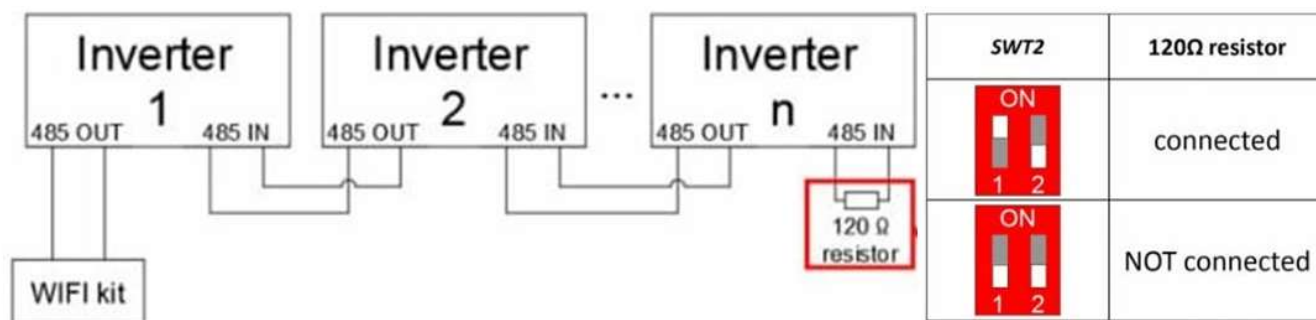 Inverter 1
485 OUT 485 IN
Inverter 2
485 OUT 485 IN
...
Inverter n
485 OUT 485 IN
120 Ω
resistor
WIFI kit
SWT2 120Ω resistor
ON
1 2
connected
ON
1 2
NOT connected